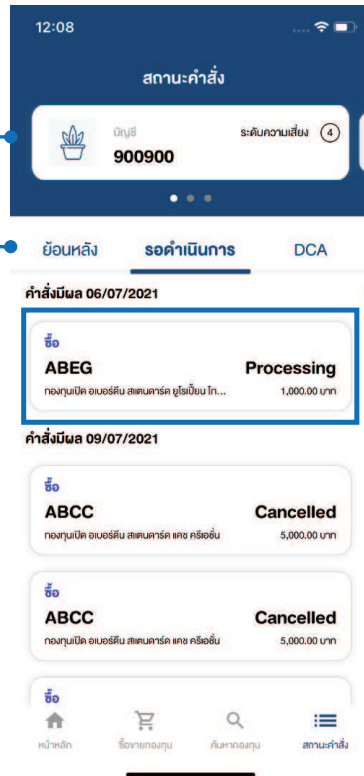 12:08
สถานะคำสั่ง
บัญชี
ระดับความเสี่ยง 4
900900
ย้อนหลัง รอดำเนินการ DCA
คำสั่งมีผล 06/07/2021
ซื้อ
ABEG Processing
กองทุนเปิด อเบอร์ดีน สแตนดาร์ด ยูโรเปี้ยน โก... 1,000.00 บาท
คำสั่งมีผล 09/07/2021
ซื้อ
ABCC Cancelled
กองทุนเปิด อเบอร์ดีน สแตนดาร์ด แคช ครีเอชั่น 5,000.00 บาท
ซื้อ
ABCC Cancelled
กองทุนเปิด อเบอร์ดีน สแตนดาร์ด แคช ครีเอชั่น 5,000.00 บาท
ซื้อ
หน้าหลัก ซื้อขายกองทุน ค้นหากองทุน สถานะคำสั่ง